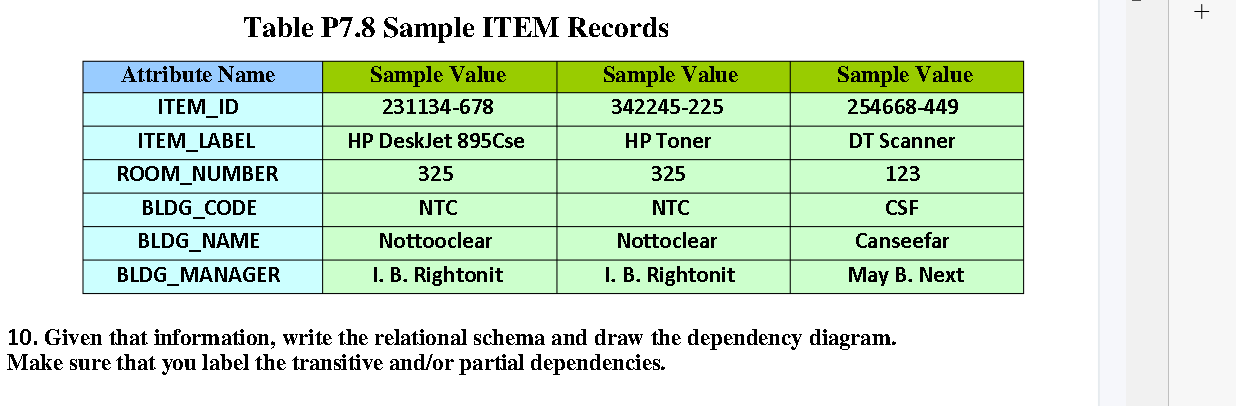 Table P7.8 Sample ITEM Records
Attribute Name Sample Value Sample Value Sample Value
ITEM_ID 231134-678 342245-225 254668-449
ITEM_LABEL HP DeskJet 895Cse HP Toner DT Scanner
ROOM_NUMBER 325 325 123
BLDG_CODE NTC NTC CSF
BLDG_NAME Nottooclear Nottoclear Canseefar
BLDG_MANAGER I. B. Rightonit I. B. Rightonit May B. Next
10. Given that information, write the relational schema and draw the dependency diagram.
Make sure that you label the transitive and/or partial dependencies.